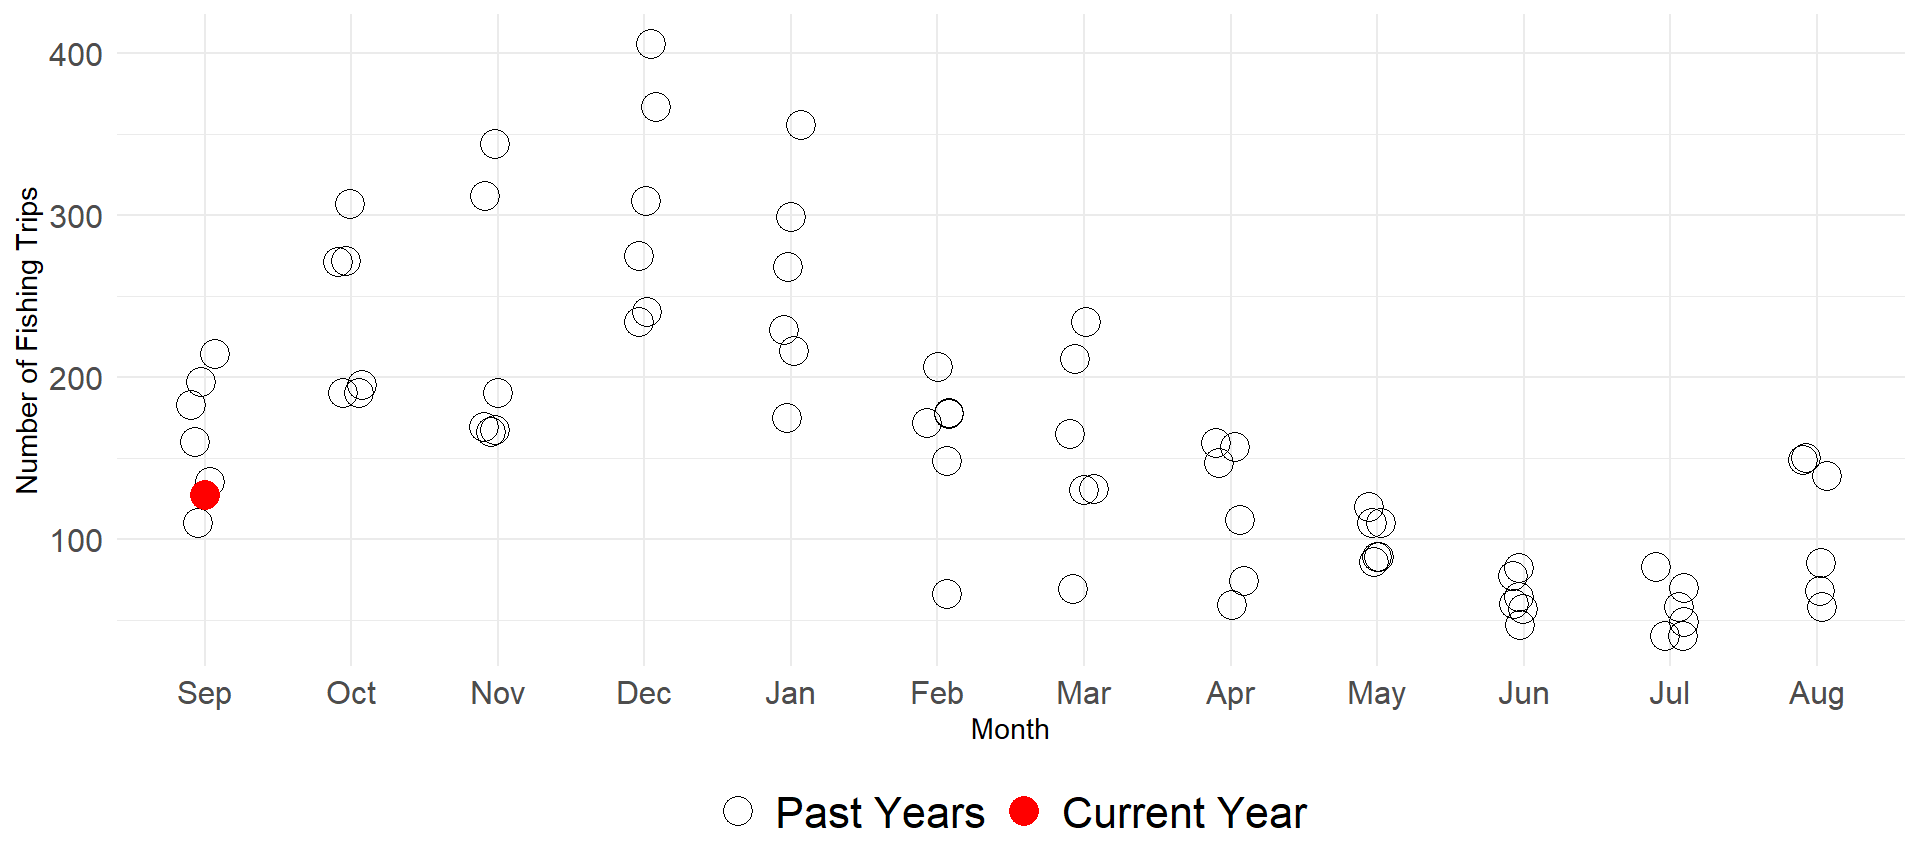 Number of Fishing Trips
400
300
200
100
Sep Oct Nov Dec Jan Feb Mar Apr May Jun Jul Aug
Month
Past Years Current Year